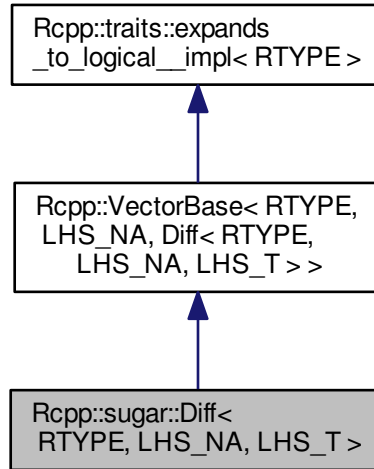 Rcpp::traits::expands
_to_logical__impl< RTYPE >
Rcpp::VectorBase< RTYPE,
LHS_NA, Diff< RTYPE,
LHS_NA, LHS_T > >
Rcpp::sugar::Diff<
RTYPE, LHS_NA, LHS_T >